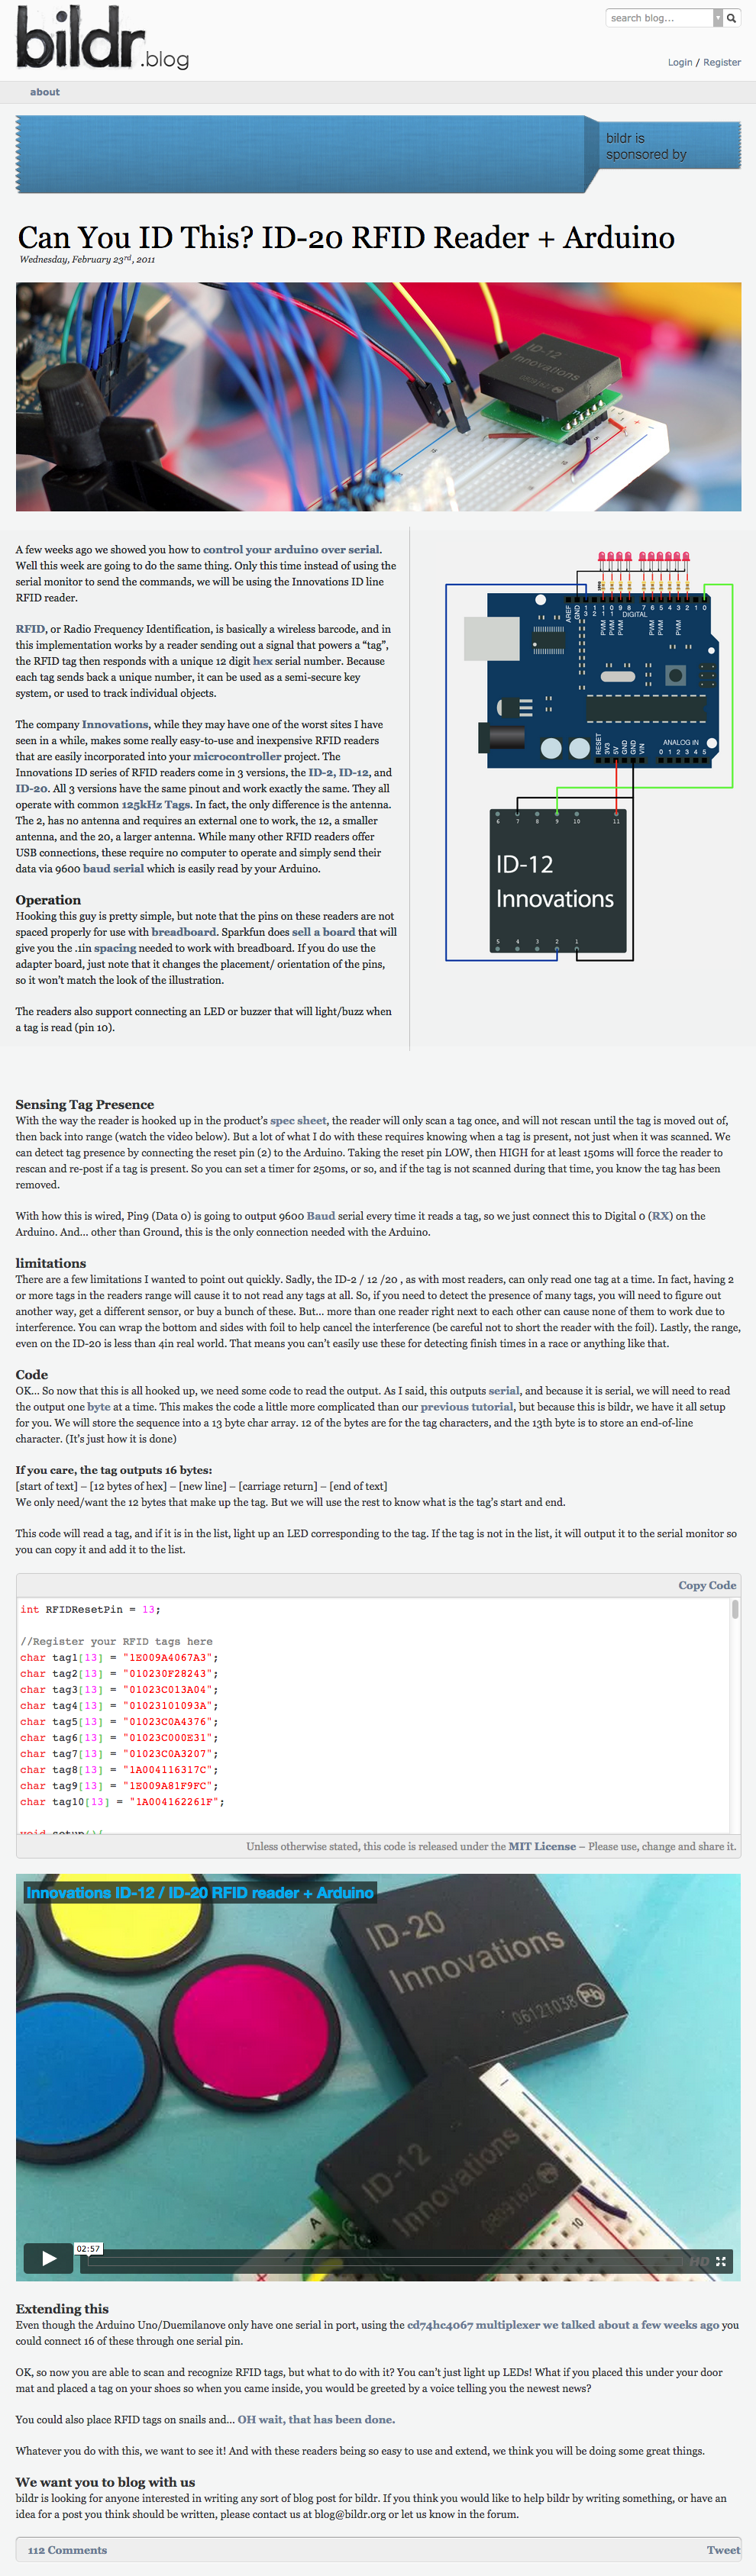 bildr.blog
search blog...
Login / Register
about
bildr is
sponsored by
Can You ID This? ID-20 RFID Reader + Arduino
Wednesday, February 23rd, 2011
ID-12
Innovations
A few weeks ago we showed you how to control your arduino over serial.
Well this week are going to do the same thing. Only this time instead of using the
serial monitor to send the commands, we will be using the Innovations ID line
RFID reader.
RFID, or Radio Frequency Identification, is basically a wireless barcode, and in
this implementation works by a reader sending out a signal that powers a “tag”,
the RFID tag then responds with a unique 12 digit hex serial number. Because
each tag sends back a unique number, it can be used as a semi-secure key
system, or used to track individual objects.
The company Innovations, while they may have one of the worst sites I have
seen in a while, makes some really easy-to-use and inexpensive RFID readers
that are easily incorporated into your microcontroller project. The
Innovations ID series of RFID readers come in 3 versions, the ID-2, ID-12, and
ID-20. All 3 versions have the same pinout and work exactly the same. They all
operate with common 125kHz Tags. In fact, the only difference is the antenna.
The 2, has no antenna and requires an external one to work, the 12, a smaller
antenna, and the 20, a larger antenna. While many other RFID readers offer
USB connections, these require no computer to operate and simply send their
data via 9600 baud serial which is easily read by your Arduino.
Operation
Hooking this guy is pretty simple, but note that the pins on these readers are not
spaced properly for use with breadboard. Sparkfun does sell a board that will
give you the .1in spacing needed to work with breadboard. If you do use the
adapter board, just note that it changes the placement/ orientation of the pins,
so it won’t match the look of the illustration.
The readers also support connecting an LED or buzzer that will light/buzz when
a tag is read (pin 10).
AREF
GND
13 12 11 10 9 8 7 6 5 4 3 2 1 0
PWM PWM PWM DIGITAL PWM PWM PWM
RESET 3V3 5V GND GND VIN
ANALOG IN
0 1 2 3 4 5
6 7 8 9 10 11
ID-12
Innovations
5 4 3 2 1
Sensing Tag Presence
With the way the reader is hooked up in the product’s spec sheet, the reader will only scan a tag once, and will not rescan until the tag is moved out of,
then back into range (watch the video below). But a lot of what I do with these requires knowing when a tag is present, not just when it was scanned. We
can detect tag presence by connecting the reset pin (2) to the Arduino. Taking the reset pin LOW, then HIGH for at least 150ms will force the reader to
rescan and re-post if a tag is present. So you can set a timer for 250ms, or so, and if the tag is not scanned during that time, you know the tag has been
removed.
With how this is wired, Pin9 (Data 0) is going to output 9600 Baud serial every time it reads a tag, so we just connect this to Digital 0 (RX) on the
Arduino. And... other than Ground, this is the only connection needed with the Arduino.
limitations
There are a few limitations I wanted to point out quickly. Sadly, the ID-2 / 12 /20 , as with most readers, can only read one tag at a time. In fact, having 2
or more tags in the readers range will cause it to not read any tags at all. So, if you need to detect the presence of many tags, you will need to figure out
another way, get a different sensor, or buy a bunch of these. But... more than one reader right next to each other can cause none of them to work due to
interference. You can wrap the bottom and sides with foil to help cancel the interference (be careful not to short the reader with the foil). Lastly, the range,
even on the ID-20 is less than 4in real world. That means you can’t easily use these for detecting finish times in a race or anything like that.
Code
OK... So now that this is all hooked up, we need some code to read the output. As I said, this outputs serial, and because it is serial, we will need to read
the output one byte at a time. This makes the code a little more complicated than our previous tutorial, but because this is bildr, we have it all setup
for you. We will store the sequence into a 13 byte char array. 12 of the bytes are for the tag characters, and the 13th byte is to store an end-of-line
character. (It’s just how it is done)
If you care, the tag outputs 16 bytes:
[start of text] – [12 bytes of hex] – [new line] – [carriage return] – [end of text]
We only need/want the 12 bytes that make up the tag. But we will use the rest to know what is the tag’s start and end.
This code will read a tag, and if it is in the list, light up an LED corresponding to the tag. If the tag is not in the list, it will output it to the serial monitor so
you can copy it and add it to the list.
Copy Code
int RFIDResetPin = 13;
//Register your RFID tags here
char tag1[13] = "1E009A4067A3";
char tag2[13] = "010230F28243";
char tag3[13] = "01023C013A04";
char tag4[13] = "01023101093A";
char tag5[13] = "01023C0A4376";
char tag6[13] = "01023C000E31";
char tag7[13] = "01023C0A3207";
char tag8[13] = "1A004116317C";
char tag9[13] = "1E009A81F9FC";
char tag10[13] = "1A004162261F";
void setup(){
Unless otherwise stated, this code is released under the MIT License – Please use, change and share it.
Innovations ID-12 / ID-20 RFID reader + Arduino
ID-20
Innovations
06121038 Pb
ID-12
Innovations
A
10
02:57
HD
Extending this
Even though the Arduino Uno/Duemilanove only have one serial in port, using the cd74hc4067 multiplexer we talked about a few weeks ago you
could connect 16 of these through one serial pin.
OK, so now you are able to scan and recognize RFID tags, but what to do with it? You can’t just light up LEDs! What if you placed this under your door
mat and placed a tag on your shoes so when you came inside, you would be greeted by a voice telling you the newest news?
You could also place RFID tags on snails and... OH wait, that has been done.
Whatever you do with this, we want to see it! And with these readers being so easy to use and extend, we think you will be doing some great things.
We want you to blog with us
bildr is looking for anyone interested in writing any sort of blog post for bildr. If you think you would like to help bildr by writing something, or have an
idea for a post you think should be written, please contact us at blog@bildr.org or let us know in the forum.
112 Comments
Tweet